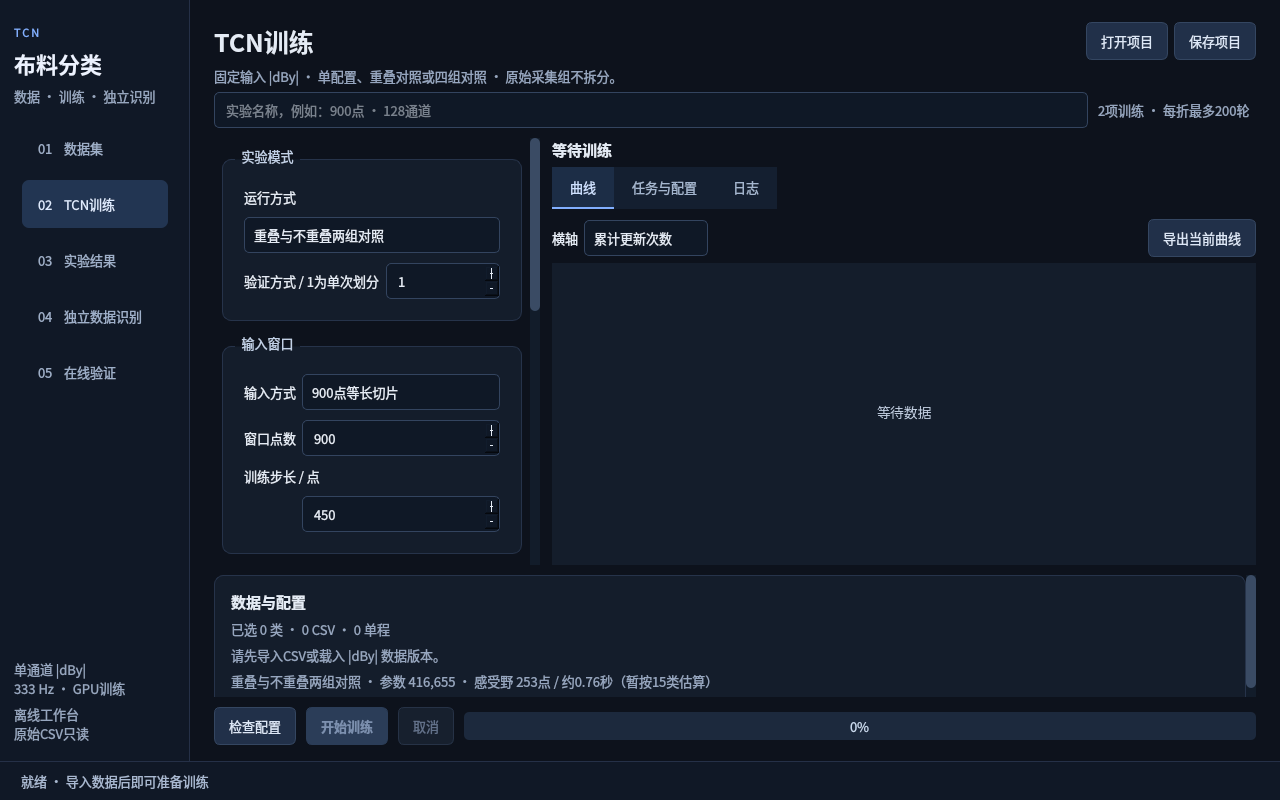 TCN
布料分类
数据 · 训练 · 独立识别
01 数据集
02 TCN训练
03 实验结果
04 独立数据识别
05 在线验证
单通道 |dBy|
333 Hz · GPU训练
离线工作台
原始CSV只读
TCN训练
打开项目
保存项目
固定输入 |dBy| · 单配置、重叠对照或四组对照 · 原始采集组不拆分。
实验名称，例如：900点 · 128通道
2项训练 · 每折最多200轮
实验模式
运行方式
重叠与不重叠两组对照
验证方式 / 1为单次划分
1
输入窗口
输入方式
900点等长切片
窗口点数
900
训练步长 / 点
450
等待训练
曲线
任务与配置
日志
横轴
累计更新次数
导出当前曲线
等待数据
数据与配置
已选 0 类 · 0 CSV · 0 单程
请先导入CSV或载入 |dBy| 数据版本。
重叠与不重叠两组对照 · 参数 416,655 · 感受野 253点 / 约0.76秒（暂按15类估算）
检查配置
开始训练
取消
0%
就绪 · 导入数据后即可准备训练